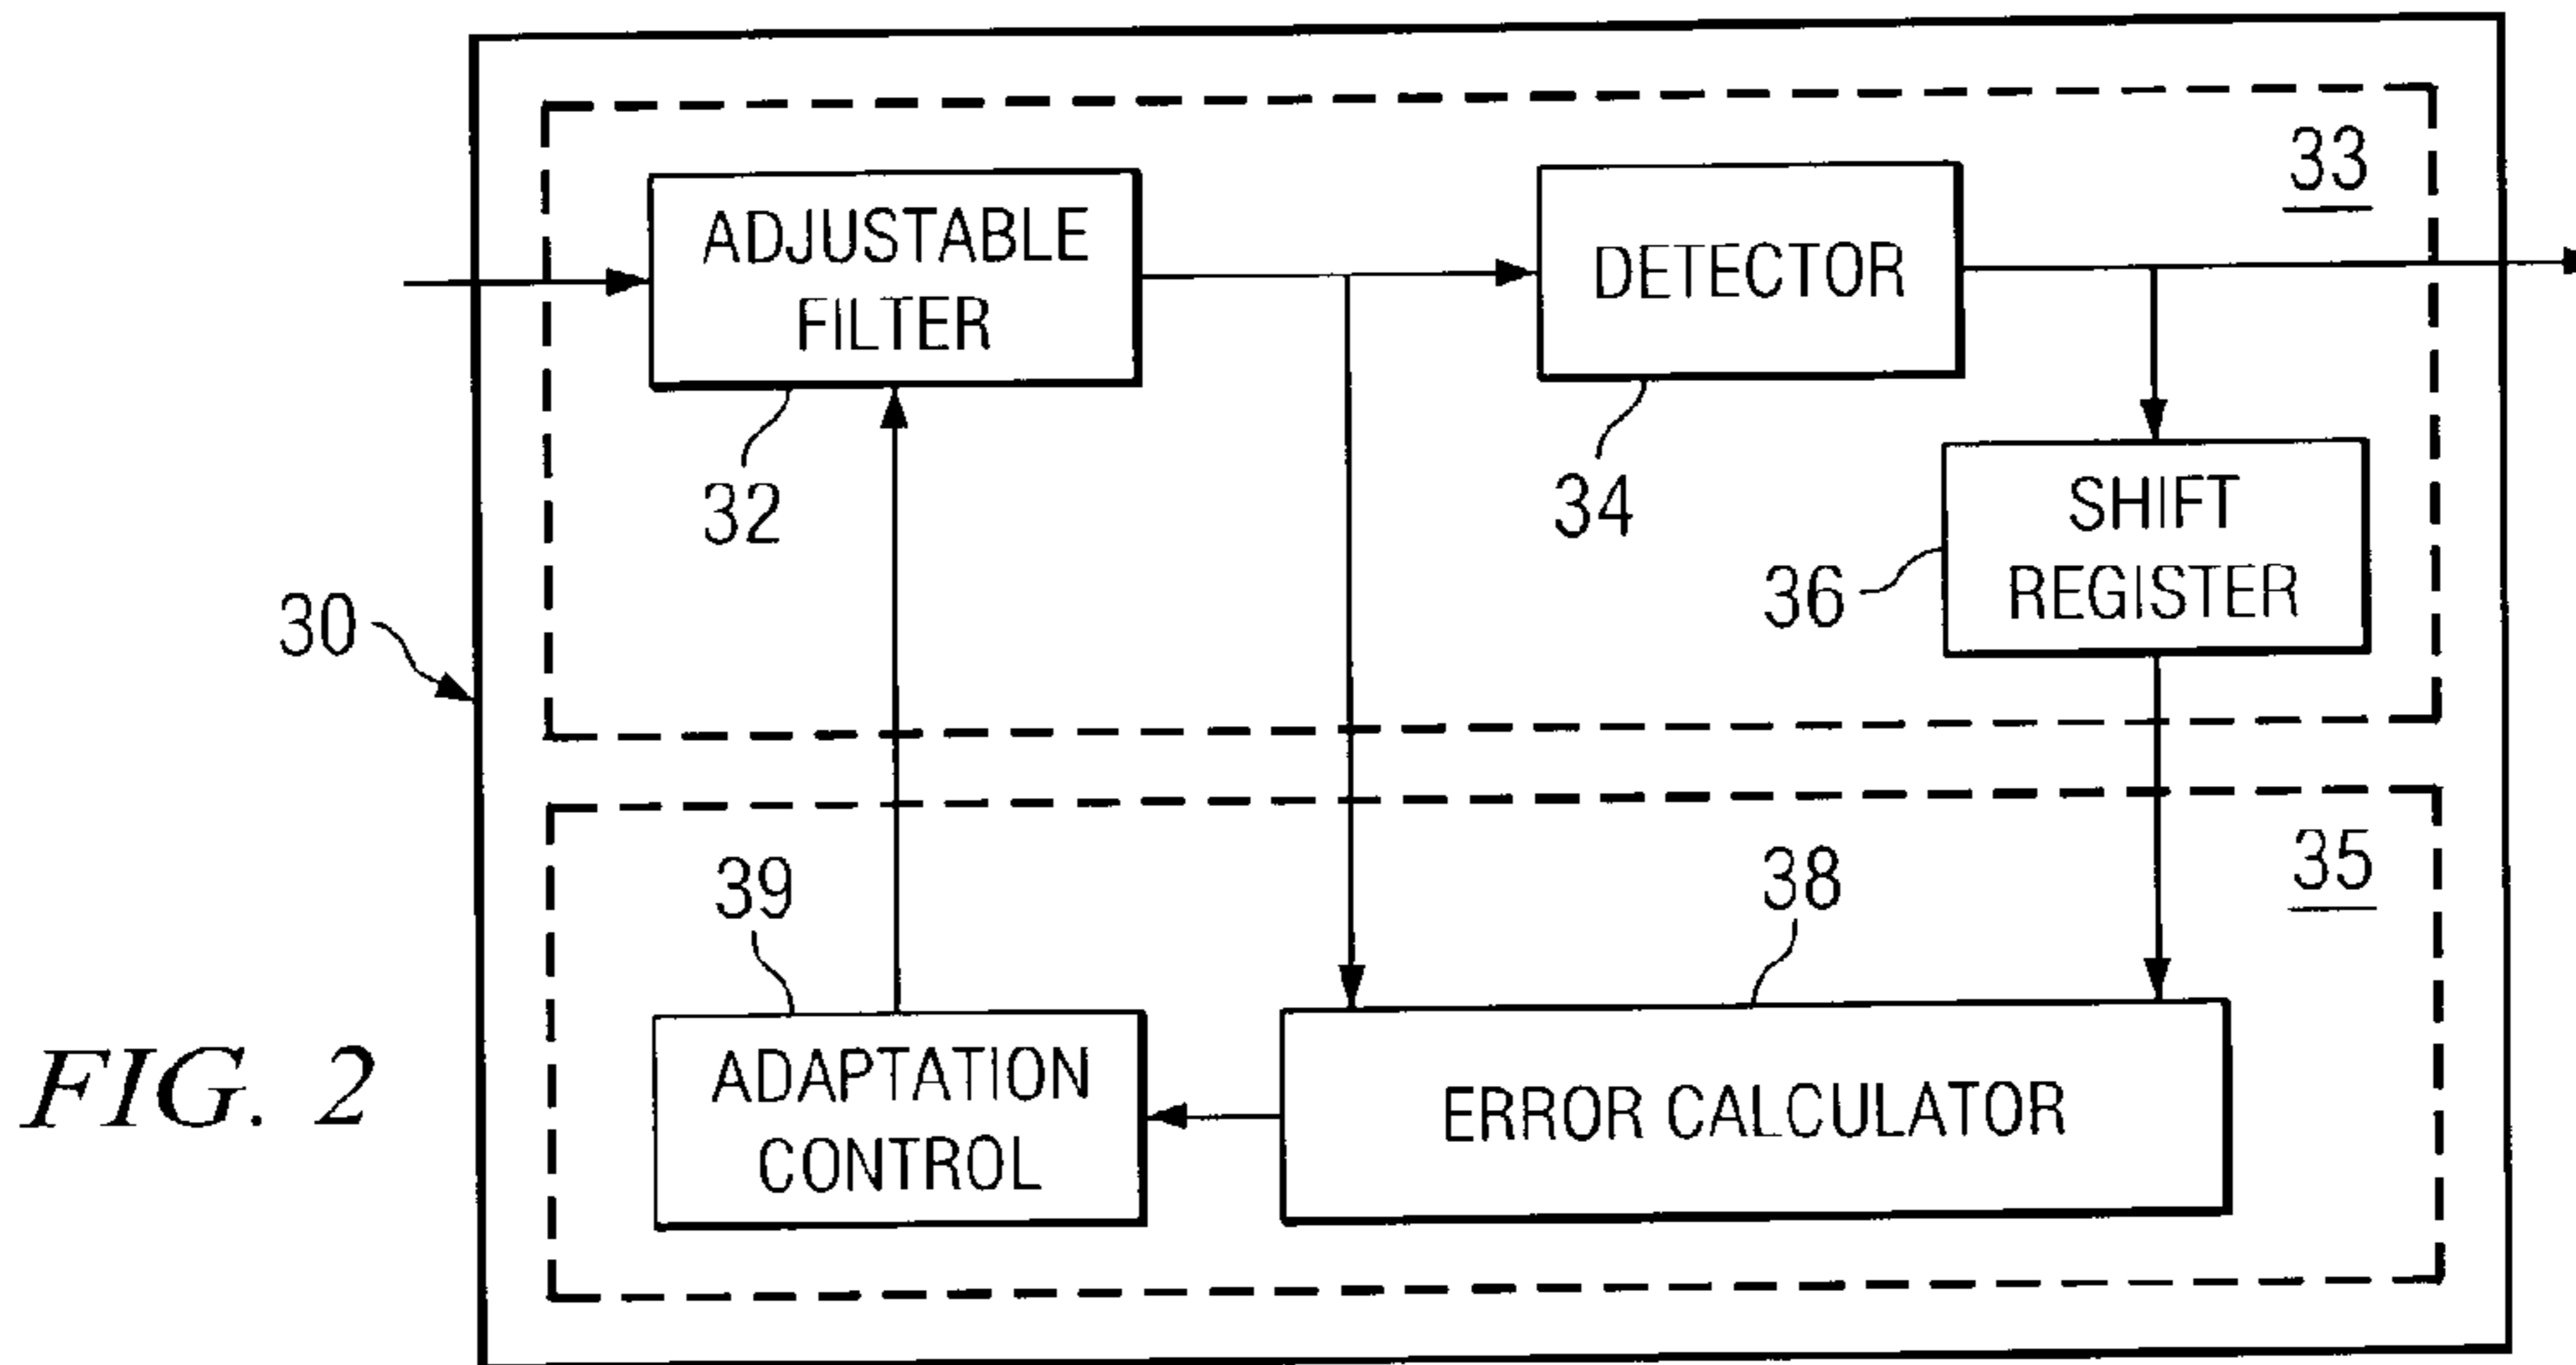 33
ADJUSTABLE
FILTER
DETECTOR
32
34
SHIFT
REGISTER
36
30
35
39
38
ADAPTATION
CONTROL
ERROR CALCULATOR
FIG. 2